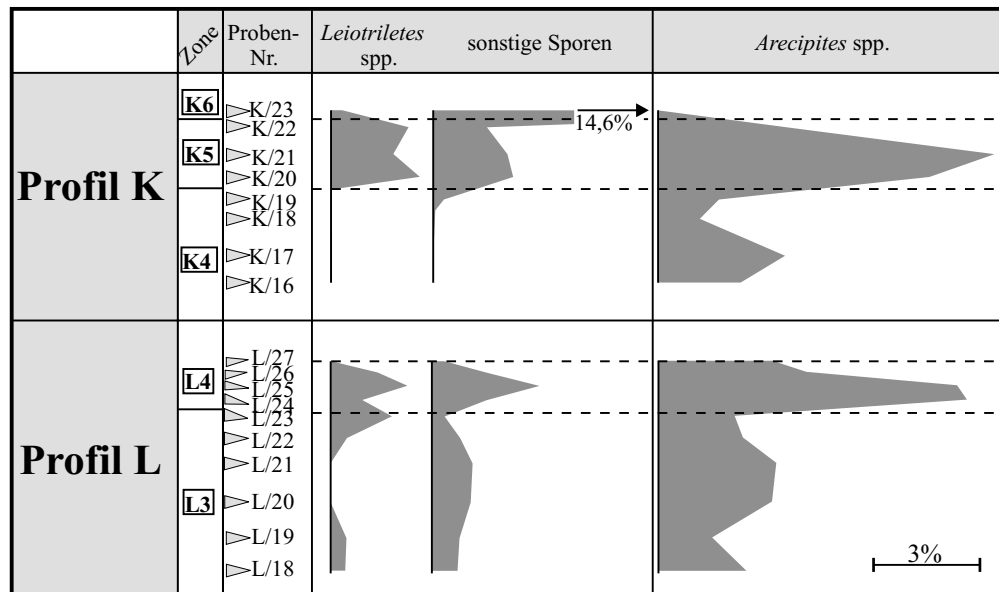 Zone
Proben-
Nr.
Leiotriletes
spp.
sonstige Sporen
Arecipites spp.
Profil K
K6
K5
K4
K/23
K/22
K/21
K/20
K/19
K/18
K/17
K/16
14,6%
Profil L
L4
L3
L/27
L/26
L/25
L/24
L/23
L/22
L/21
L/20
L/19
L/18
3%